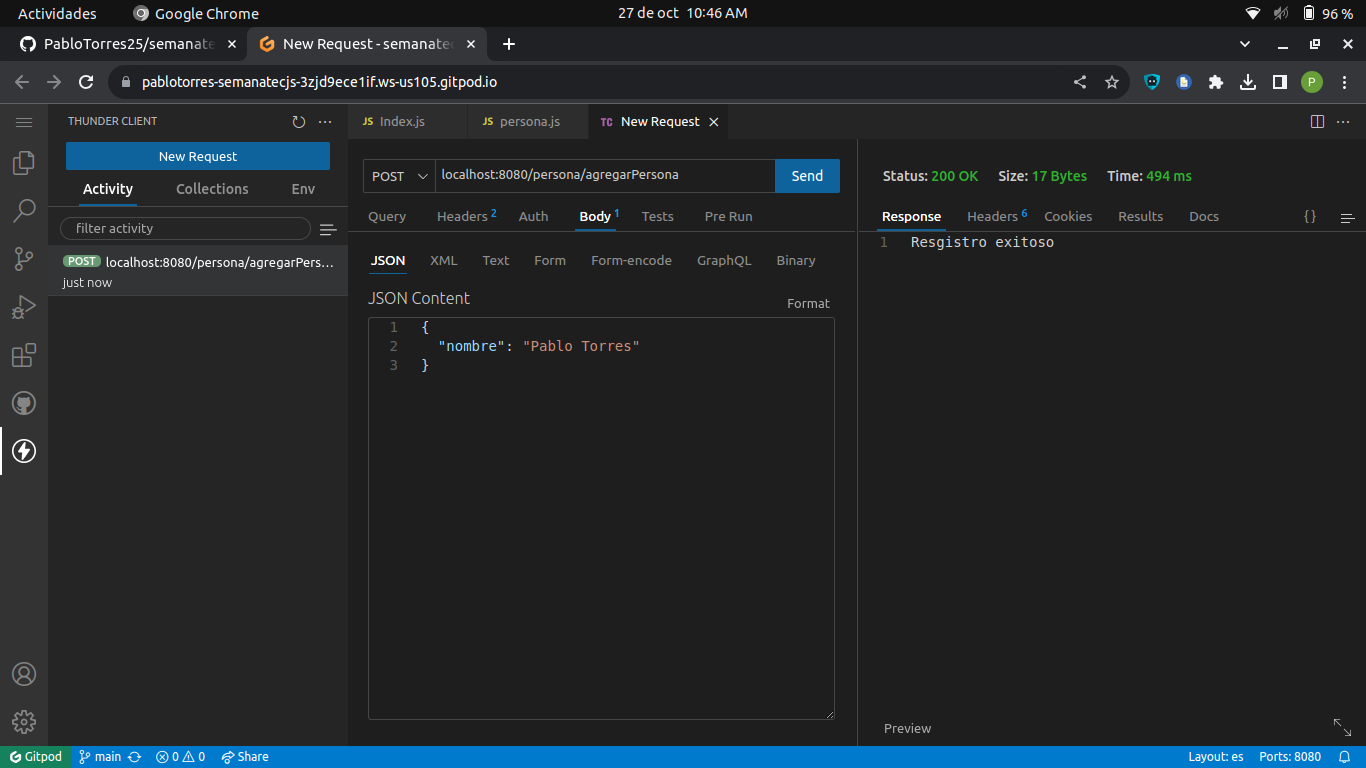 Actividades
Google Chrome
27 de oct 10:46 AM
96 %
PabloTorres25/semanate
New Request - semanatec
pablotorres-semanatecjs-3zjd9ece1if.ws-us105.gitpod.io
P
THUNDER CLIENT
New Request
Activity
Collections
Env
filter activity
POST localhost:8080/persona/agregarPers...
just now
JS Index.js
JS persona.js
TC New Request
POST
localhost:8080/persona/agregarPersona
Send
Query
Headers 2
Auth
Body 1
Tests
Pre Run
JSON
XML
Text
Form
Form-encode
GraphQL
Binary
JSON Content
Format
1 {
2 "nombre": "Pablo Torres"
3 }
Status: 200 OK Size: 17 Bytes Time: 494 ms
Response
Headers 6
Cookies
Results
Docs
{}
1 Resgistro exitoso
Preview
Gitpod
main
0
0
Share
Layout: es
Ports: 8080